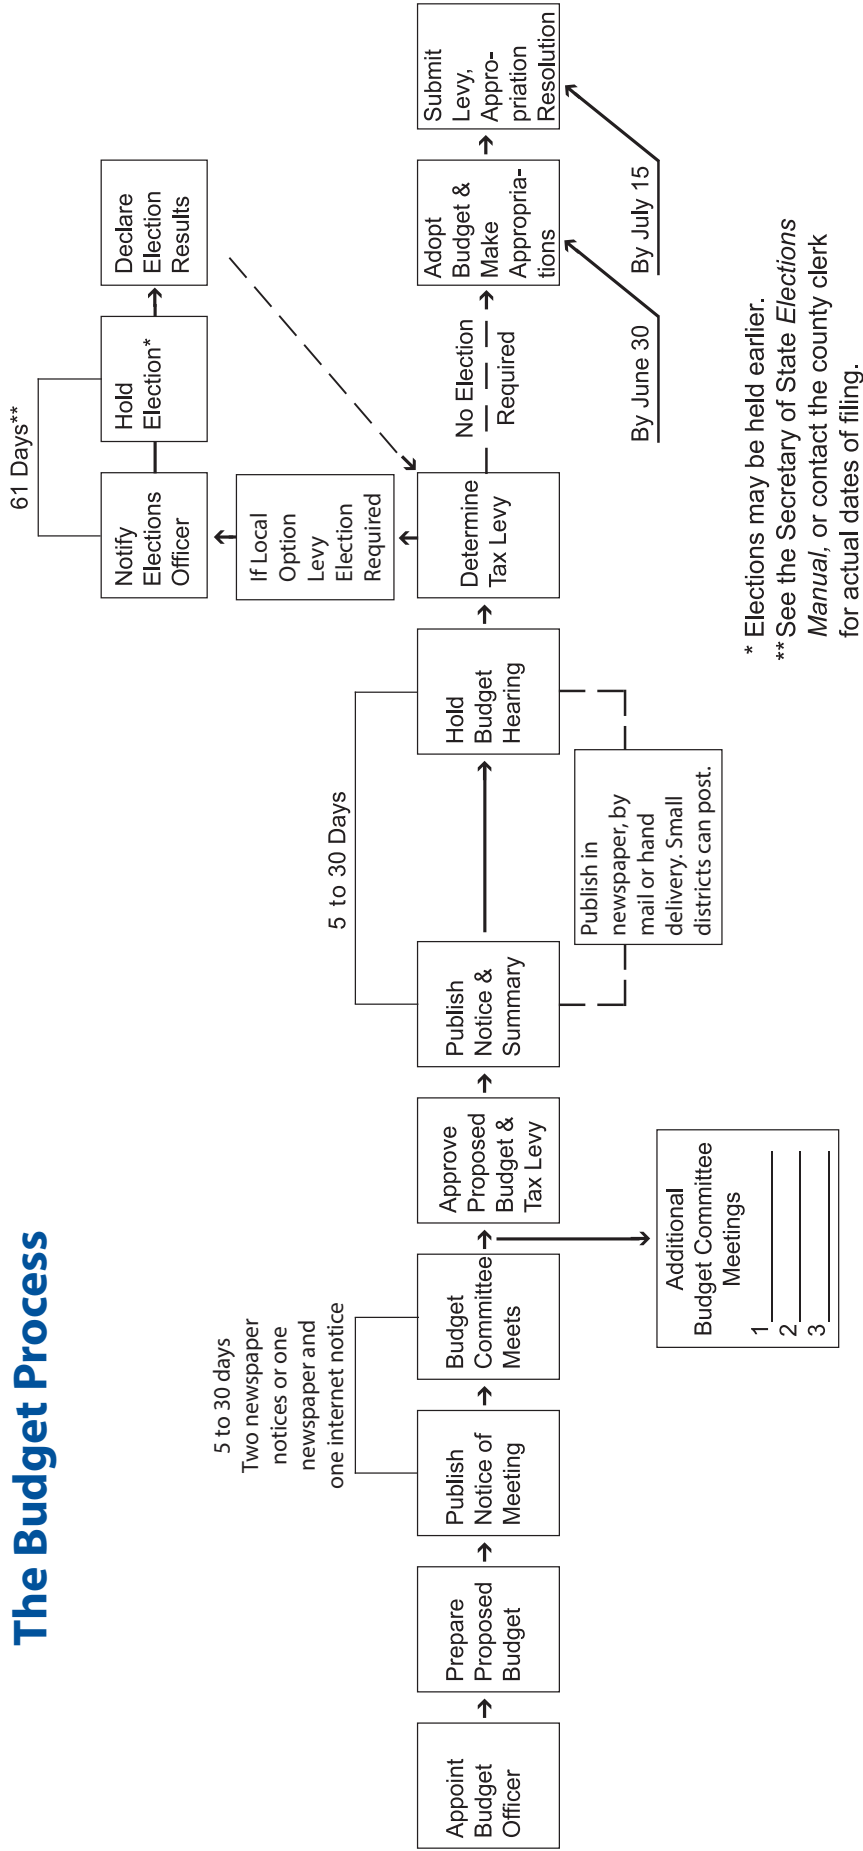 The Budget Process
Appoint
Budget
Officer
Prepare
Proposed
Budget
Publish
Notice of
Meeting
5 to 30 days
Two newspaper
notices or one
newspaper and
one internet notice
Budget
Committee
Meets
Additional
Budget Committee
Meetings
1
2
3
Approve
Proposed
Budget &
Tax Levy
Publish
Notice &
Summary
5 to 30 Days
Publish in
newspaper, by
mail or hand
delivery. Small
districts can post.
Hold
Budget
Hearing
Determine
Tax Levy
If Local
Option
Levy
Election
Required
Notify
Elections
Officer
61 Days**
Hold
Election*
Declare
Election
Results
No Election
Required
Adopt
Budget &
Make
Appropria-
tions
By June 30
Submit
Levy,
Appro-
priation
Resolution
By July 15
* Elections may be held earlier.
** See the Secretary of State Elections
Manual, or contact the county clerk
for actual dates of filing.